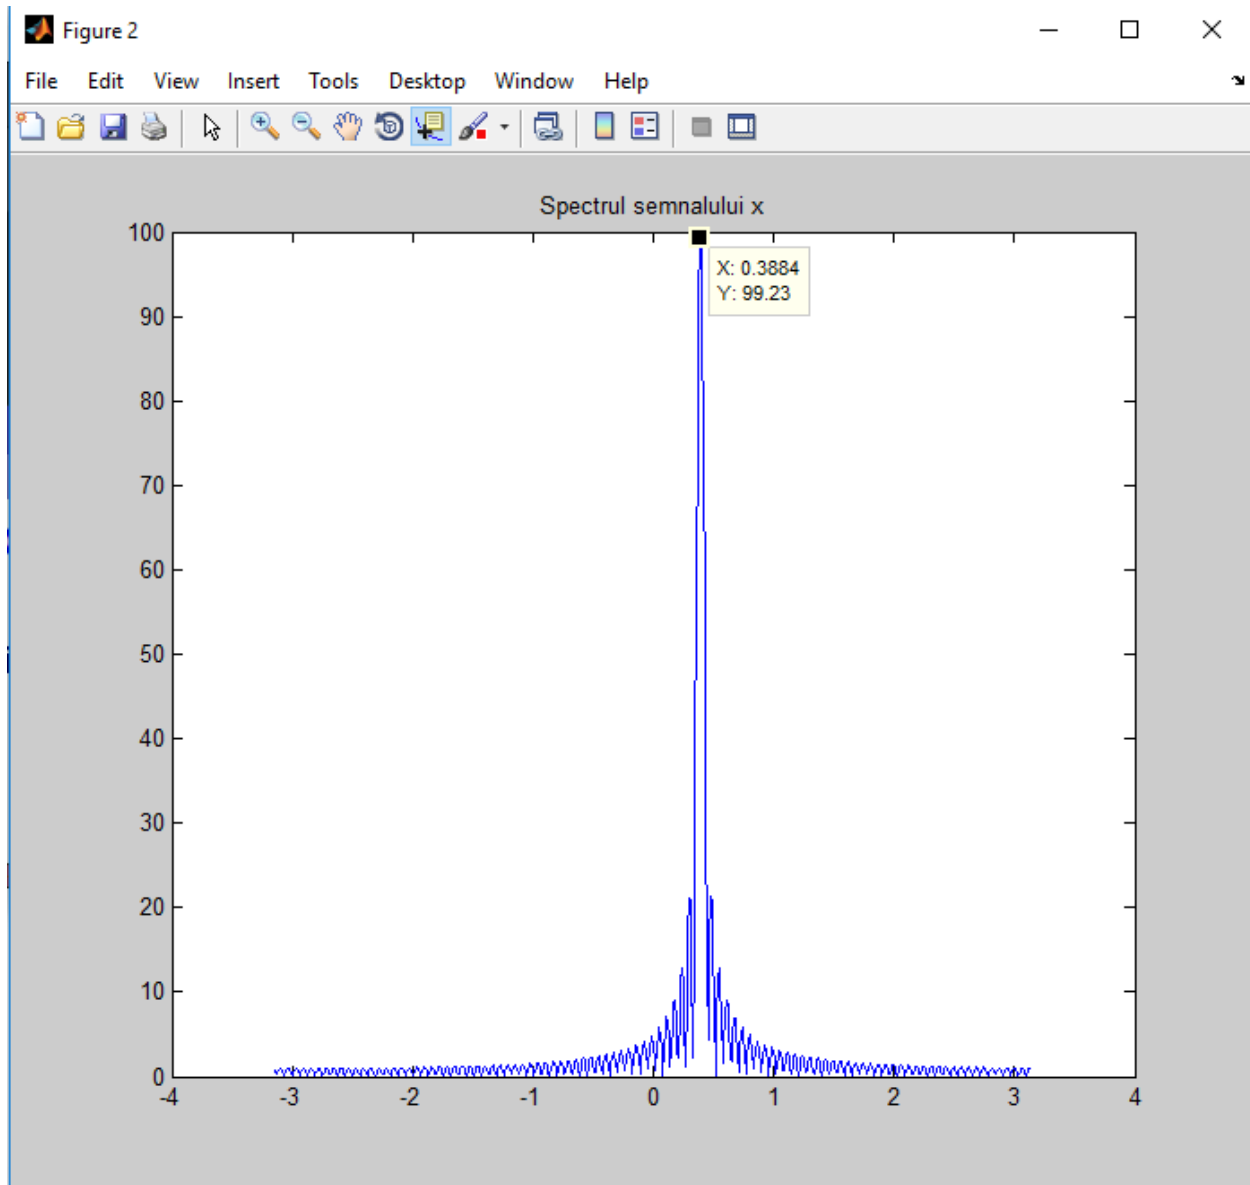 Figure 2
File Edit View Insert Tools Desktop Window Help
Spectrul semnalului x
100
90
80
70
60
50
40
30
20
10
0
X: 0.3884
Y: 99.23
-4 -3 -2 -1 0 1 2 3 4